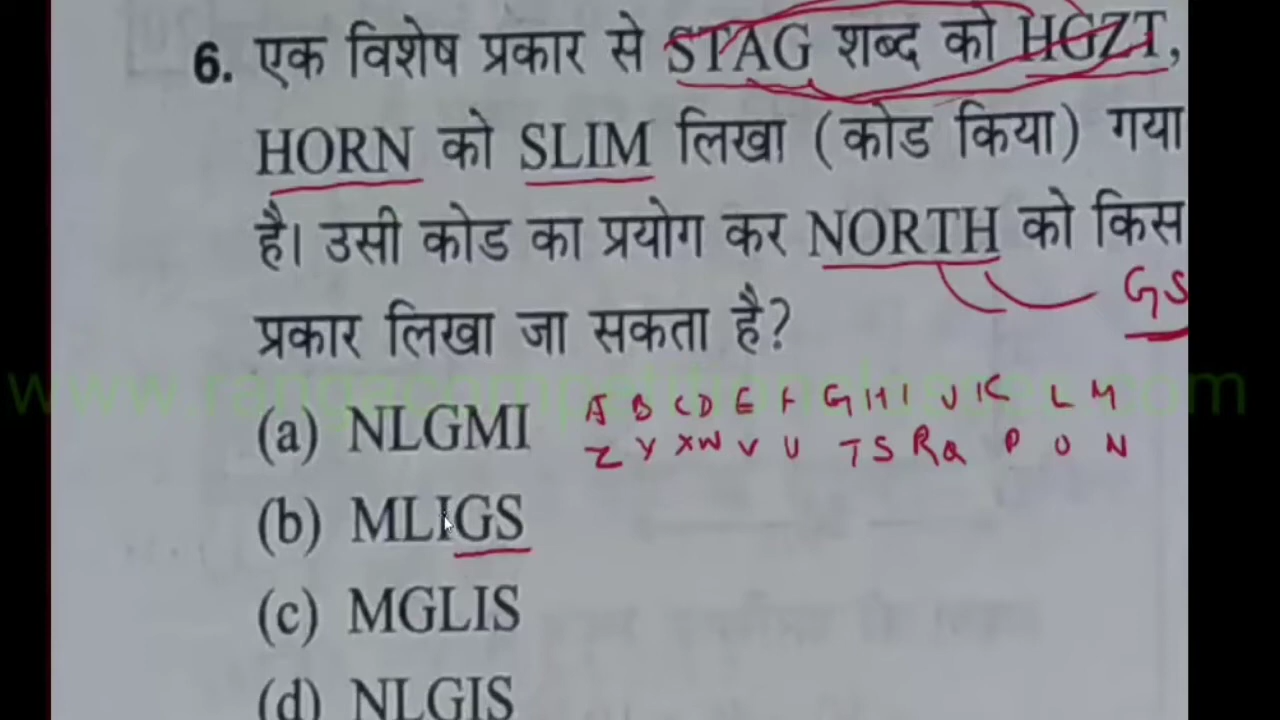 6. एक विशेष प्रकार से STAG शब्द को HGZT,
HORN को SLIM लिखा (कोड किया) गया
है। उसी कोड का प्रयोग कर NORTH को किस
GS
प्रकार लिखा जा सकता है?
(a) NLGMI
A B C D E F G H I J K L M
Z Y X W V U T S R Q P O N
(b) MLIGS
(c) MGLIS
(d) NLGIS